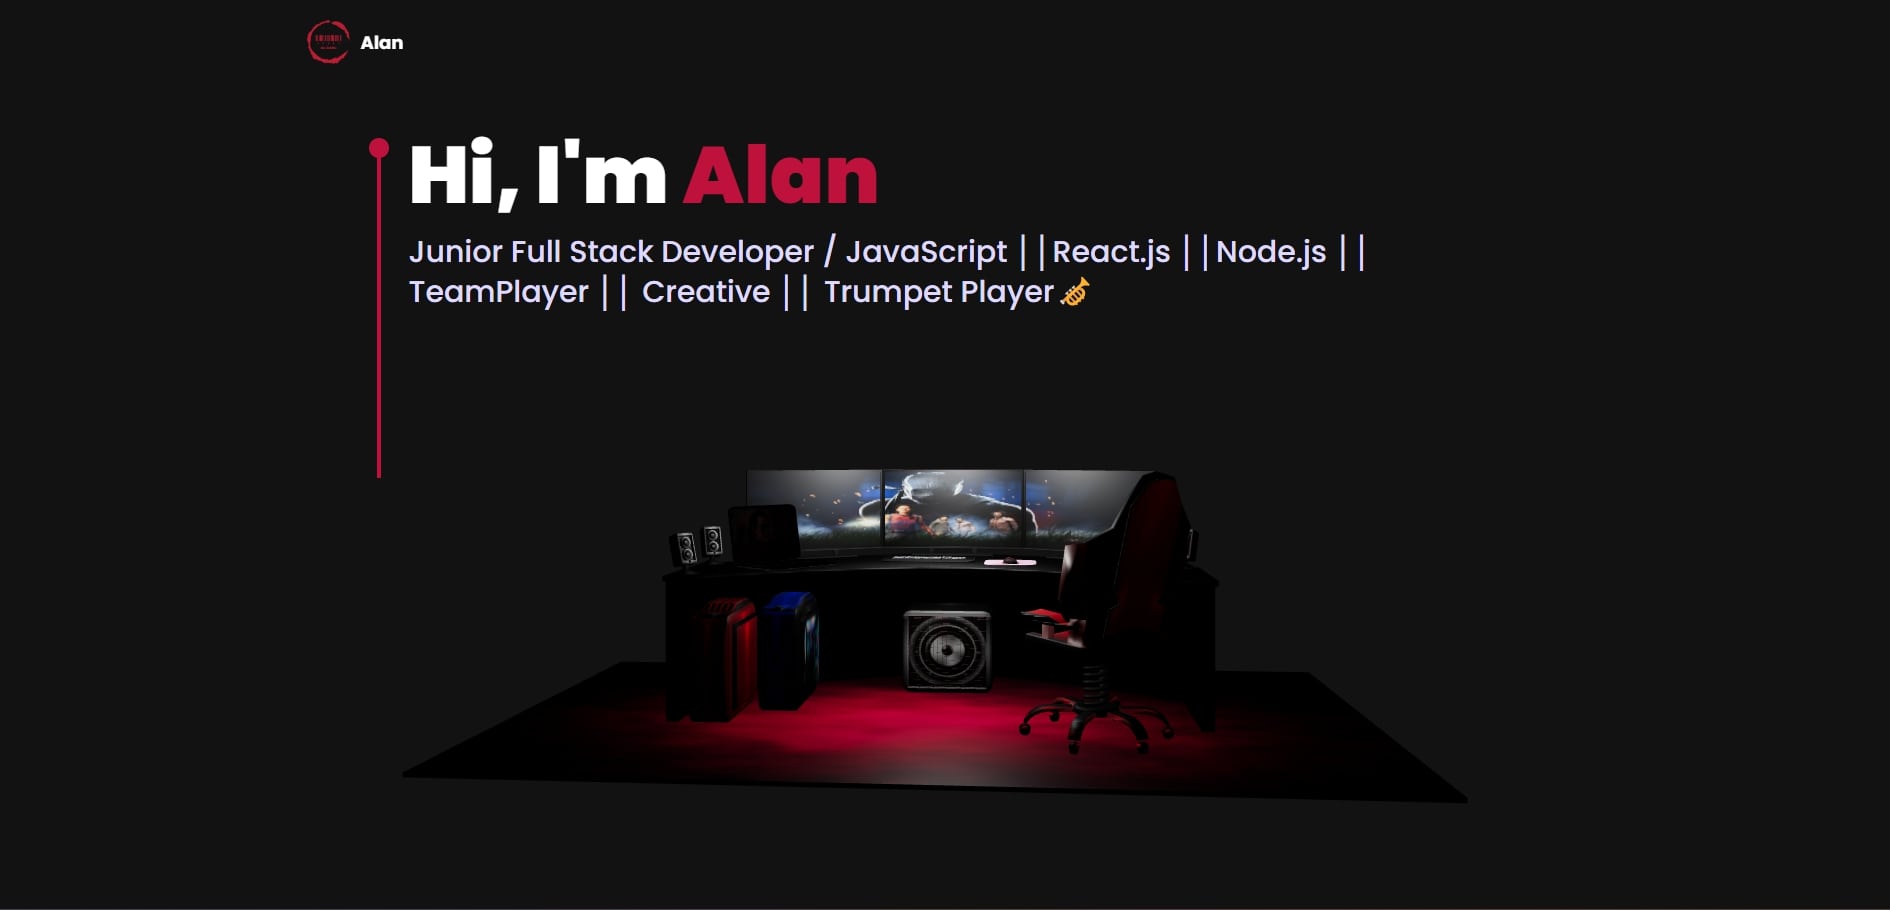 Alan
Hi, I'm Alan
Junior Full Stack Developer / JavaScript ||React.js ||Node.js ||
TeamPlayer || Creative || Trumpet Player🎺